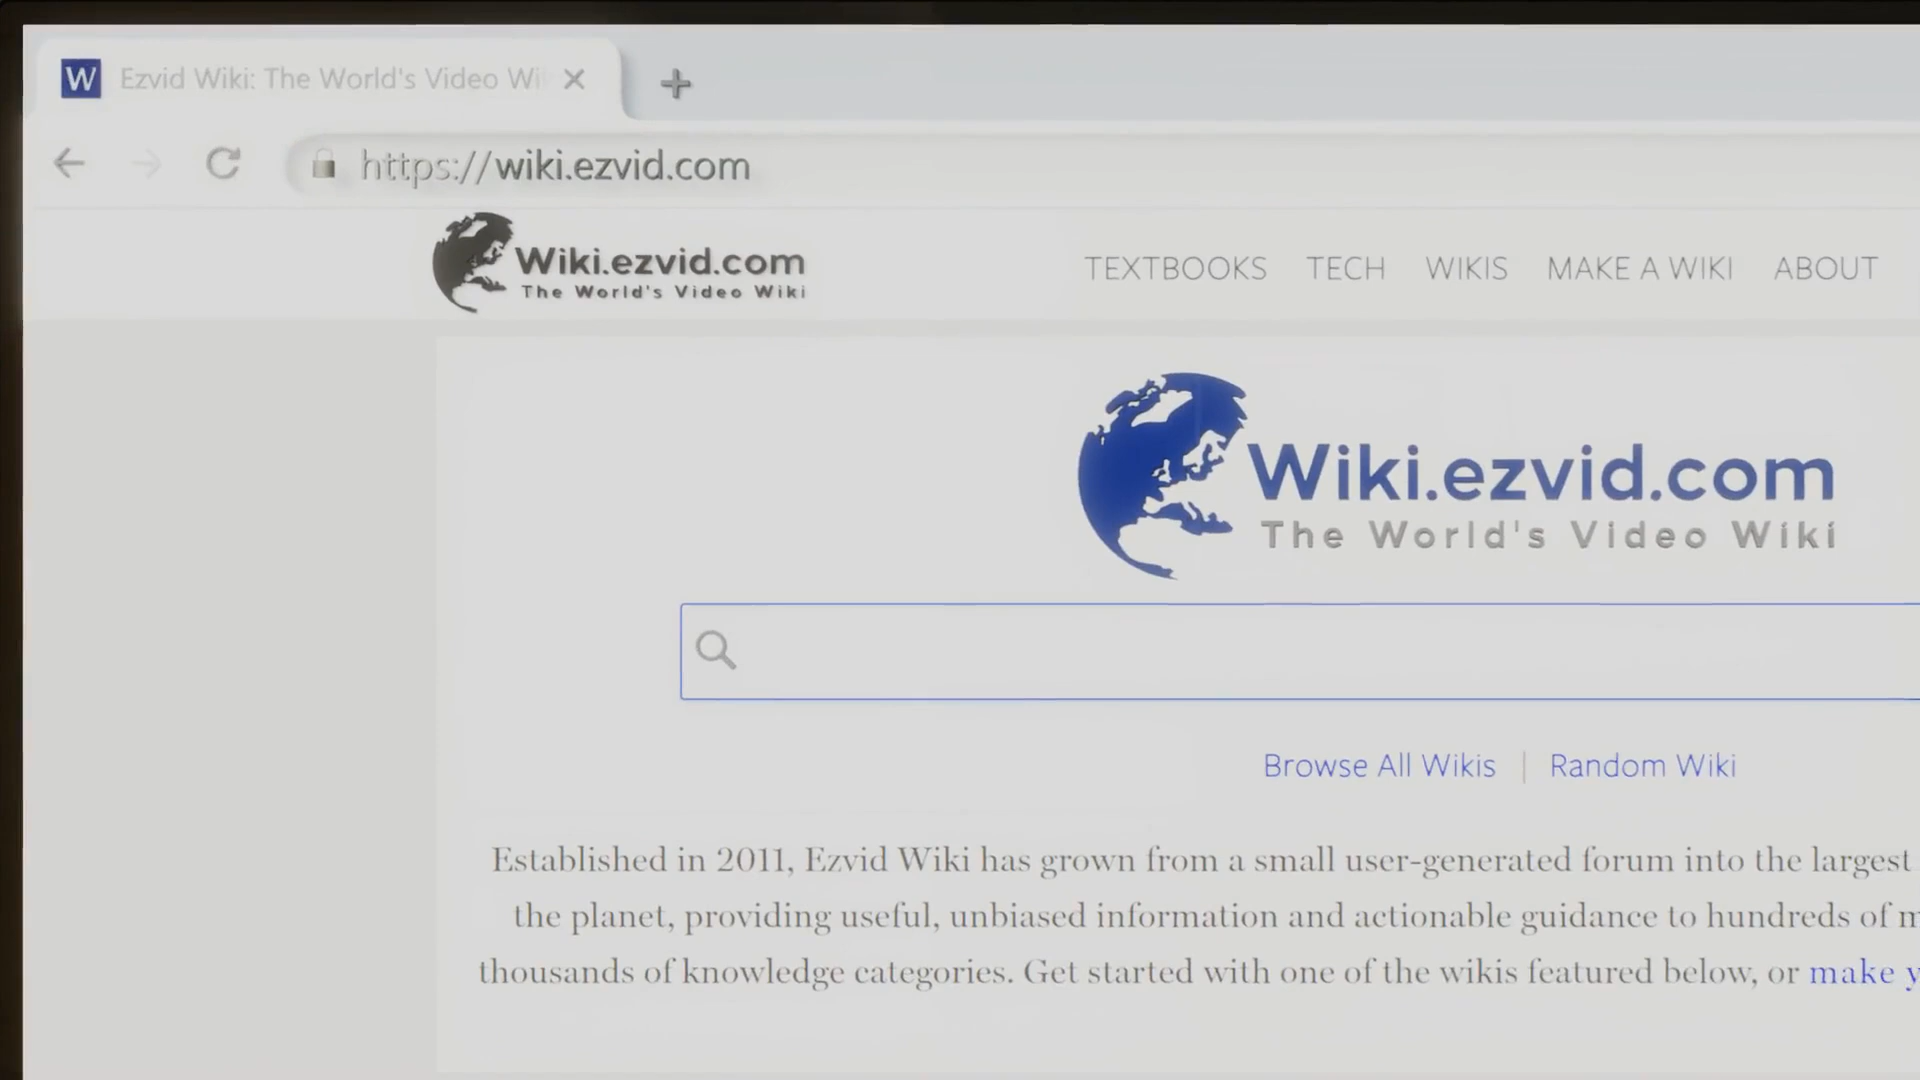 W Ezvid Wiki: The World's Video Wi
https://wiki.ezvid.com
Wiki.ezvid.com
The World's Video Wiki
TEXTBOOKS TECH WIKIS MAKE A WIKI ABOUT
Wiki.ezvid.com
The World's Video Wiki
Browse All Wikis | Random Wiki
Established in 2011, Ezvid Wiki has grown from a small user-generated forum into the largest
the planet, providing useful, unbiased information and actionable guidance to hundreds of m
thousands of knowledge categories. Get started with one of the wikis featured below, or make y